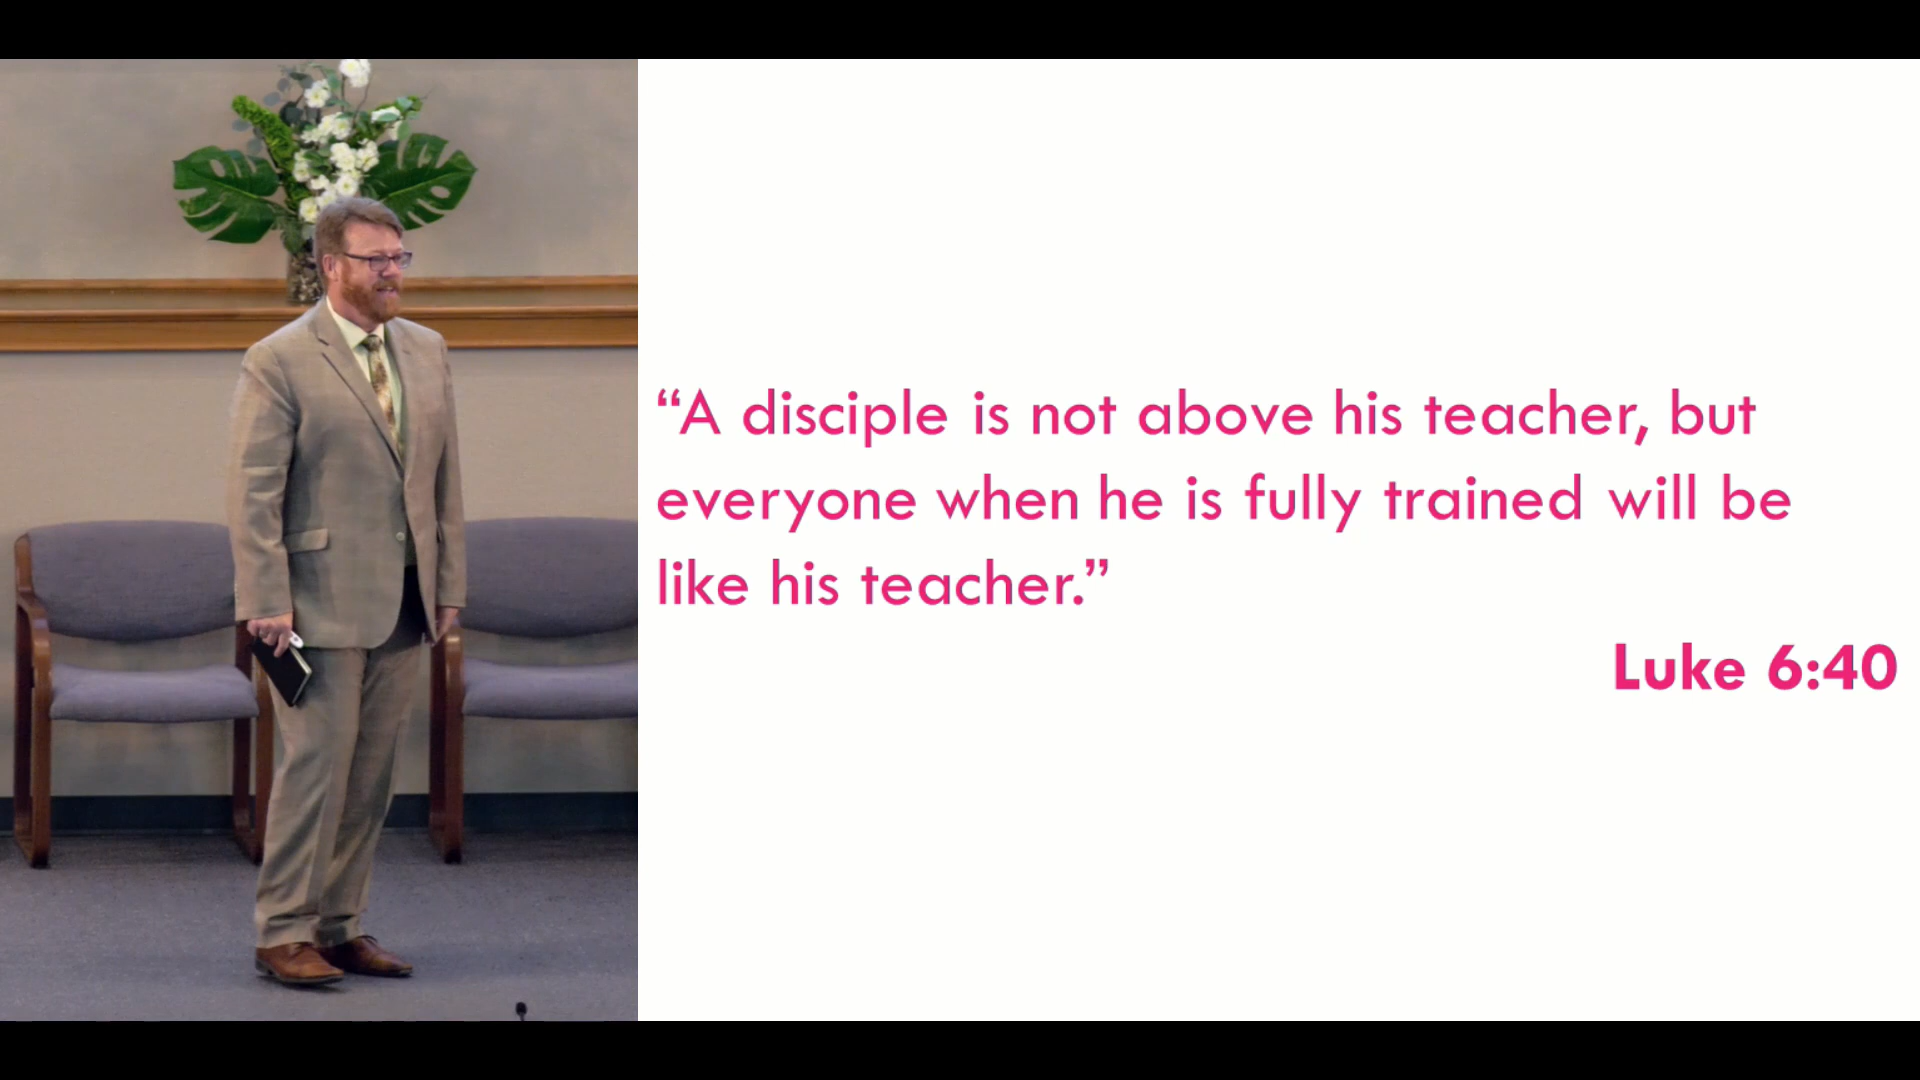 “A disciple is not above his teacher, but
everyone when he is fully trained will be
like his teacher.”
Luke 6:40